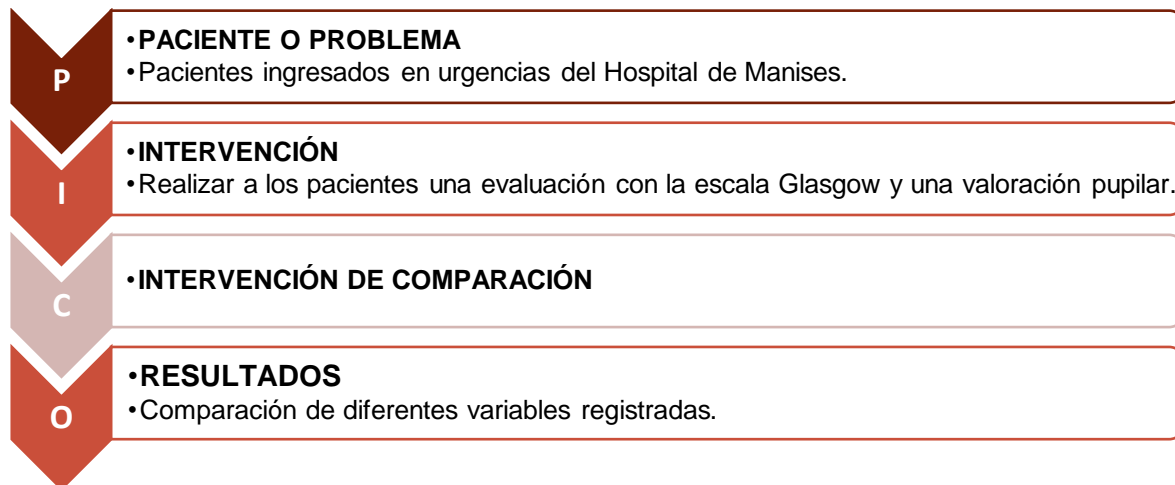 P
•PACIENTE O PROBLEMA
•Pacientes ingresados en urgencias del Hospital de Manises.
I
•INTERVENCIÓN
•Realizar a los pacientes una evaluación con la escala Glasgow y una valoración pupilar.
C
•INTERVENCIÓN DE COMPARACIÓN
O
•RESULTADOS
•Comparación de diferentes variables registradas.